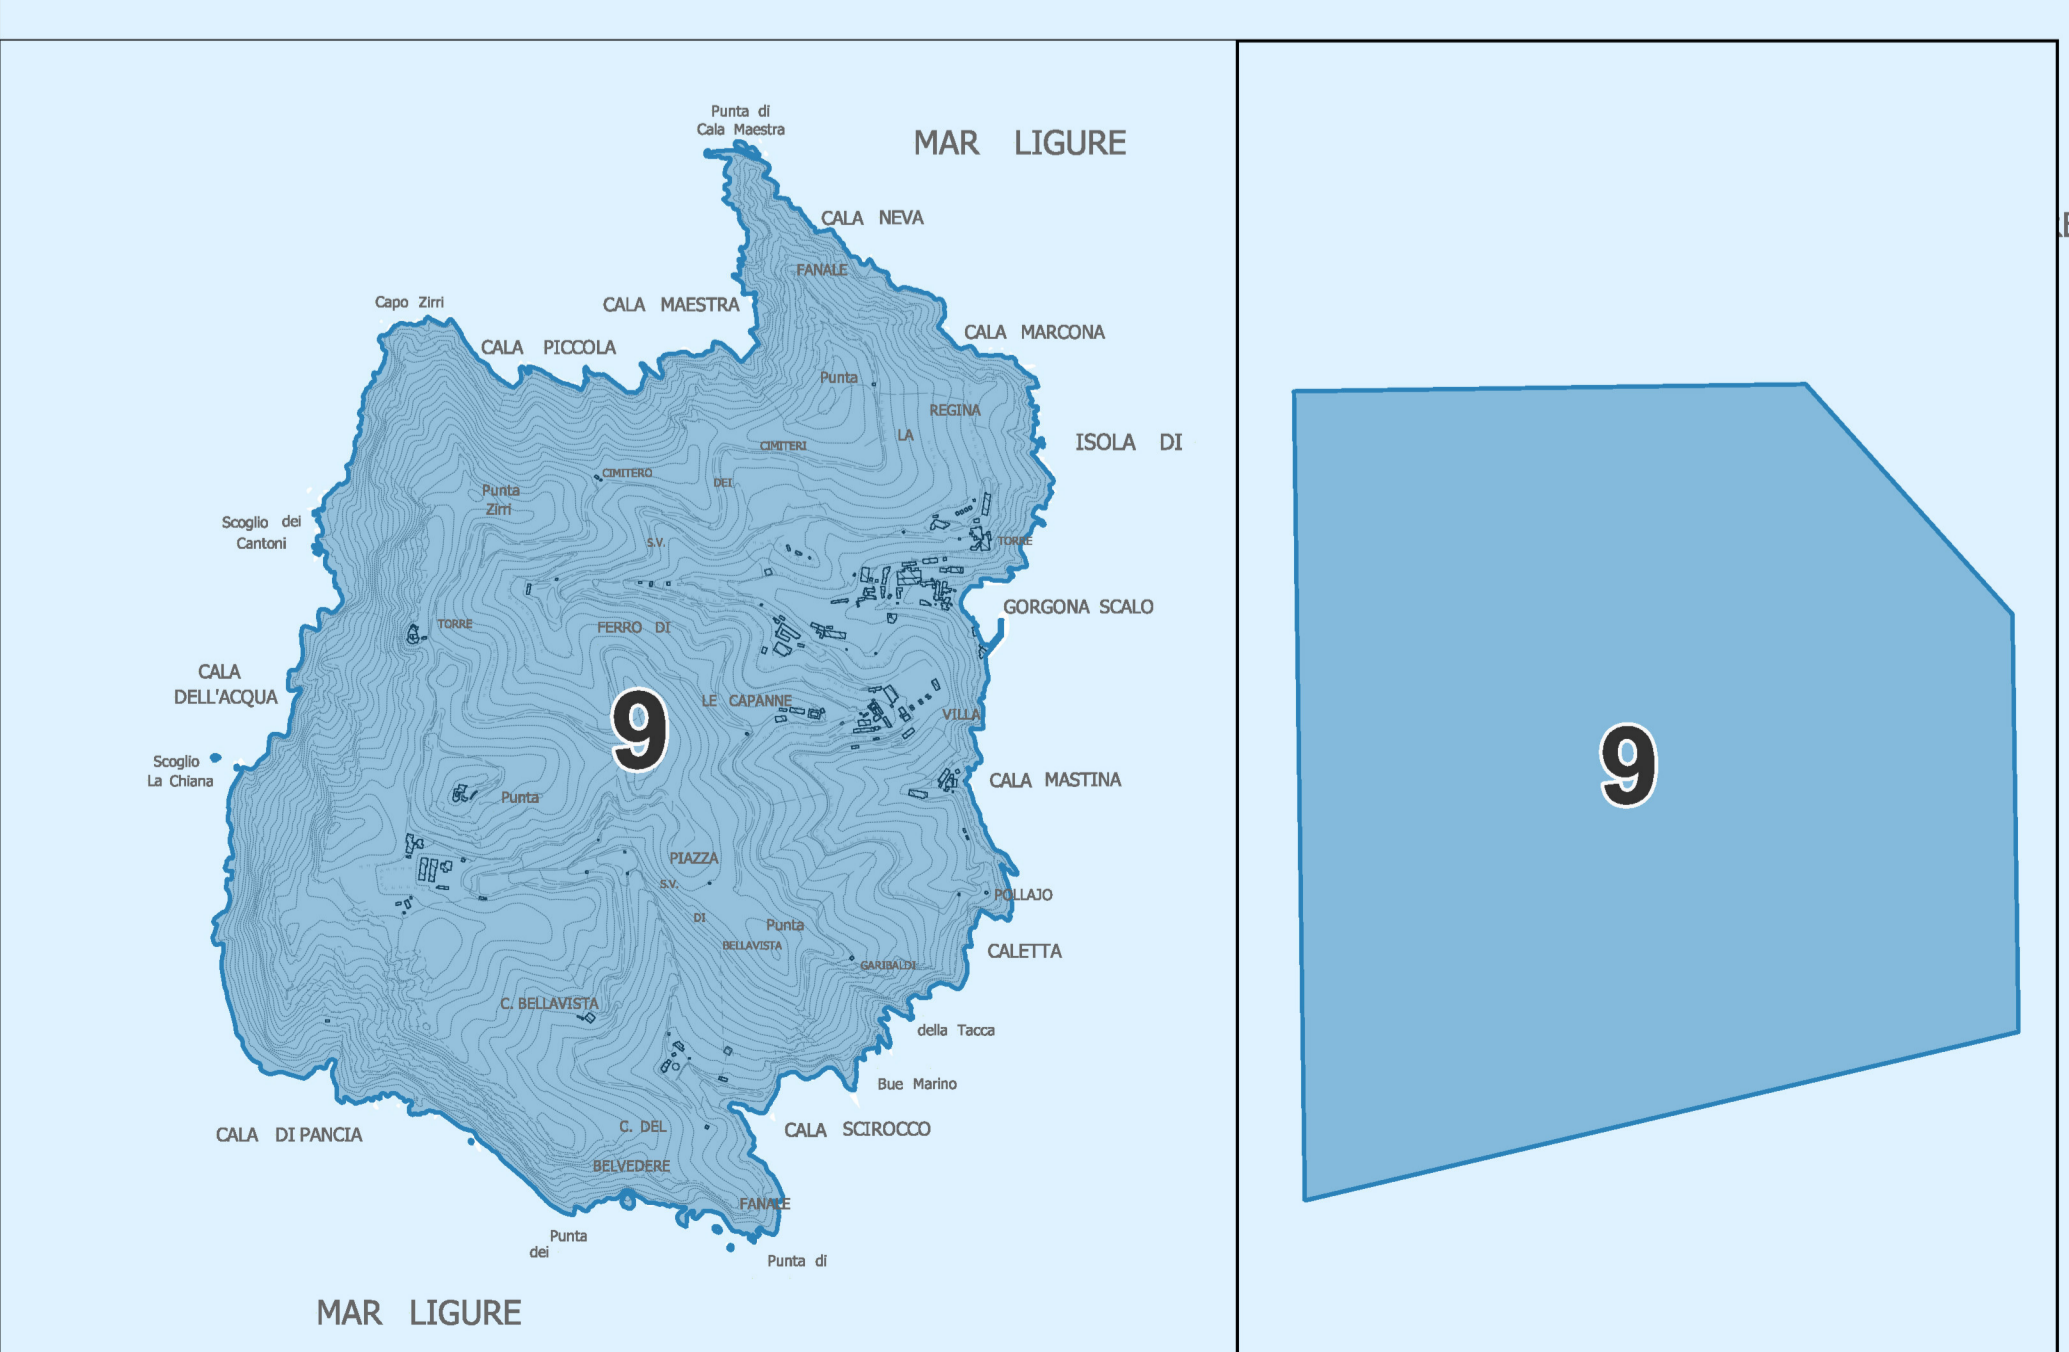 Punta di
Cala Maestra
MAR LIGURE
CALA NEVA
FANALE
Capo Zirri
CALA MAESTRA
CALA MARCONA
CALA PICCOLA
Punta
REGINA
LA
ISOLA DI
CIMITERI
CIMITERO
DEI
Punta
Zirri
Scoglio dei
Cantoni
S.V.
TORRE
GORGONA SCALO
TORRE
FERRO DI
CALA
DELL'ACQUA
LE CAPANNE
VILLA
9
9
Scoglio
La Chiana
CALA MASTINA
Punta
PIAZZA
S.V.
POLLAJO
DI
Punta
BELLAVISTA
CALETTA
GARIBALDI
C. BELLAVISTA
della Tacca
Bue Marino
CALA DI PANCIA
C. DEL
CALA SCIROCCO
BELVEDERE
FANALE
Punta
dei
Punta di
MAR LIGURE